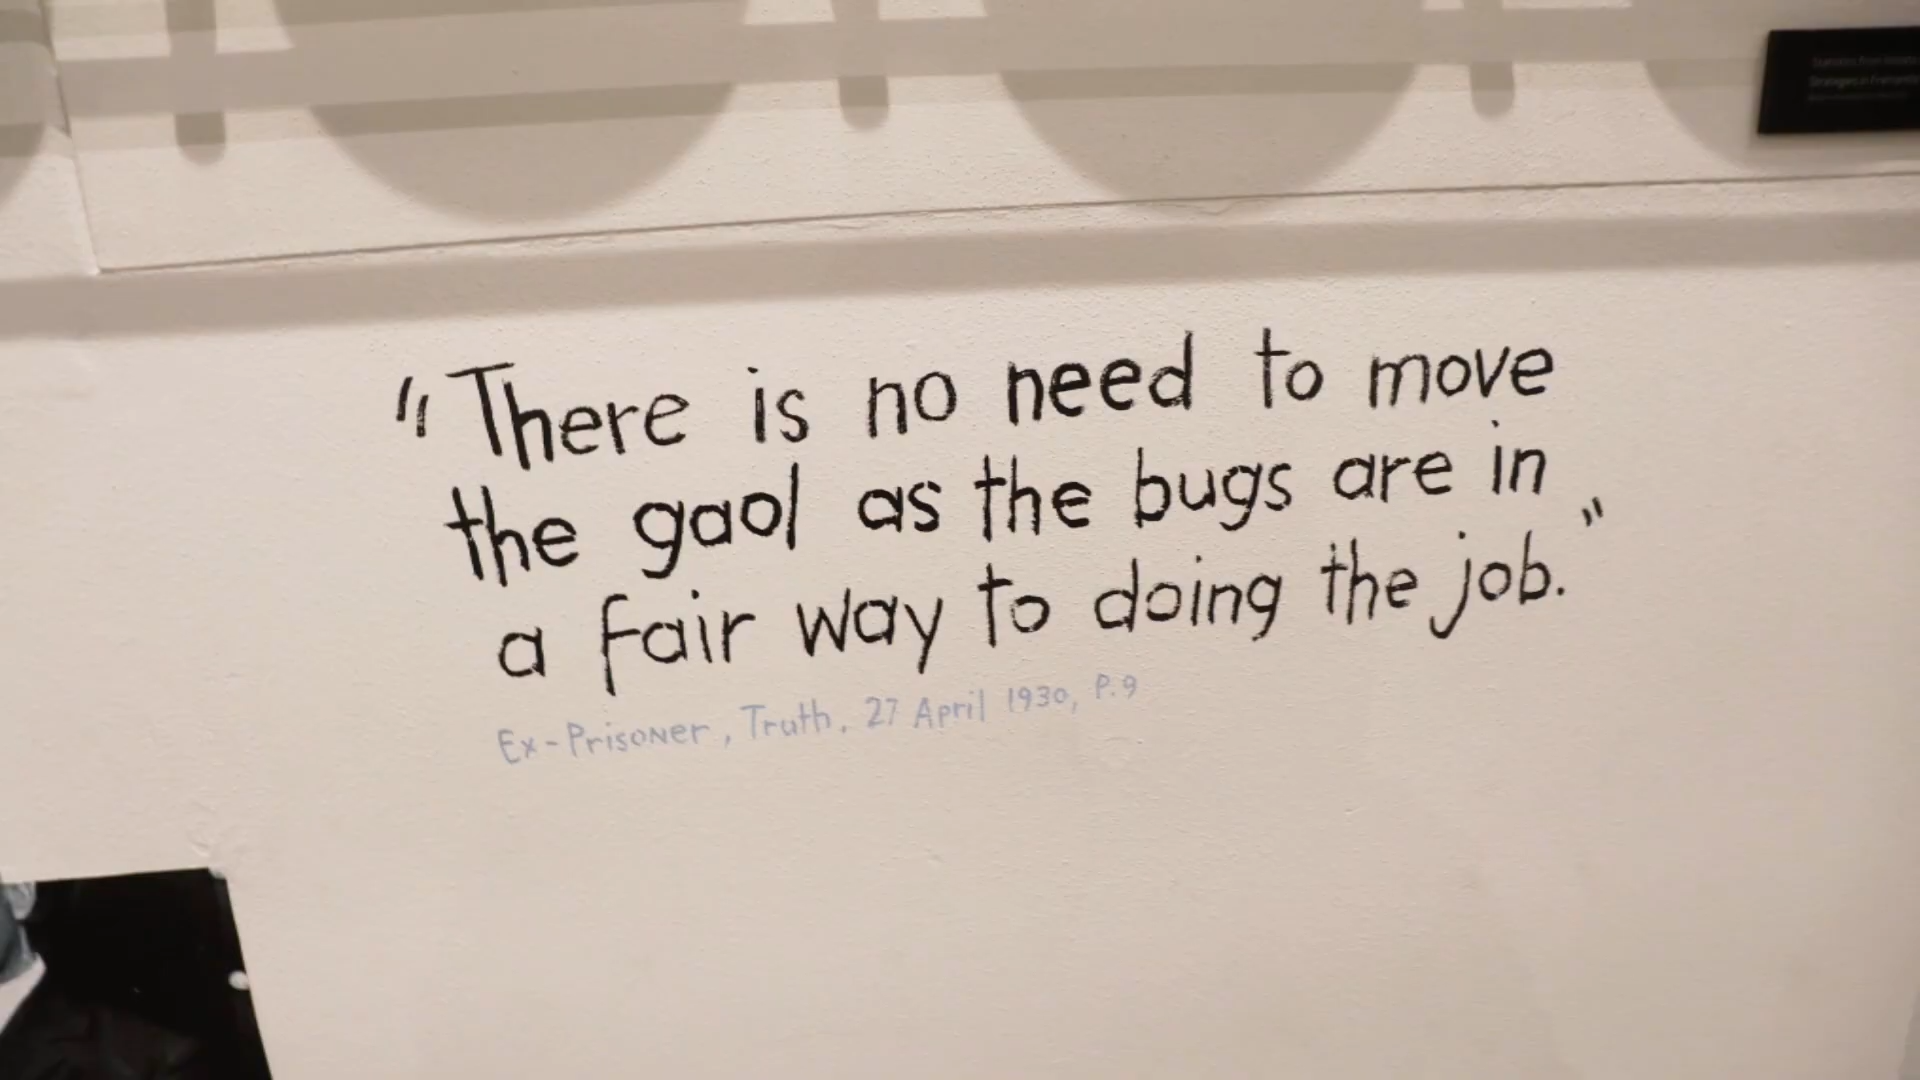 "There is no need to move
the gaol as the bugs are in
a fair way to doing the job."
Ex-Prisoner, Truth, 27 April 1930, P.9